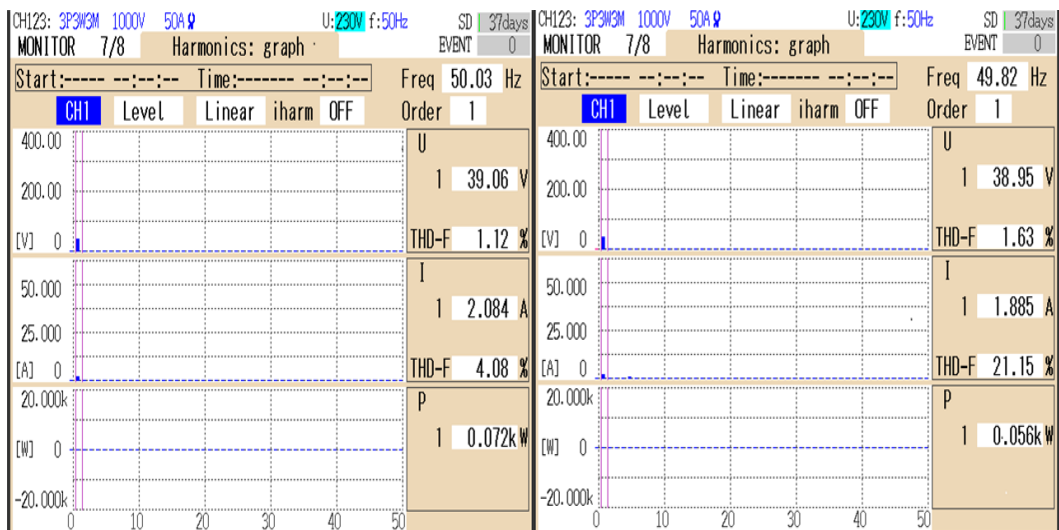 CH123: 3P3W3M 1000V 50A U:230V f:50Hz SD 37days
MONITOR 7/8 Harmonics: graph EVENT 0
Start:----- --:--:-- Time:------- --:--:-- Freq 50.03 Hz
CH1 Level Linear iharm OFF Order 1
400.00
200.00
[V] 0
U
1 39.06 V
THD-F 1.12 %
50.000
25.000
[A] 0
I
1 2.084 A
THD-F 4.08 %
20.000k
[W] 0
-20.000k
P
1 0.072kW
0 10 20 30 40 50
CH123: 3P3W3M 1000V 50A U:230V f:50Hz SD 37days
MONITOR 7/8 Harmonics: graph EVENT 0
Start:----- --:--:-- Time:------- --:--:-- Freq 49.82 Hz
CH1 Level Linear iharm OFF Order 1
400.00
200.00
[V] 0
U
1 38.95 V
THD-F 1.63 %
50.000
25.000
[A] 0
I
1 1.885 A
THD-F 21.15 %
20.000k
[W] 0
-20.000k
P
1 0.056kW
0 10 20 30 40 50